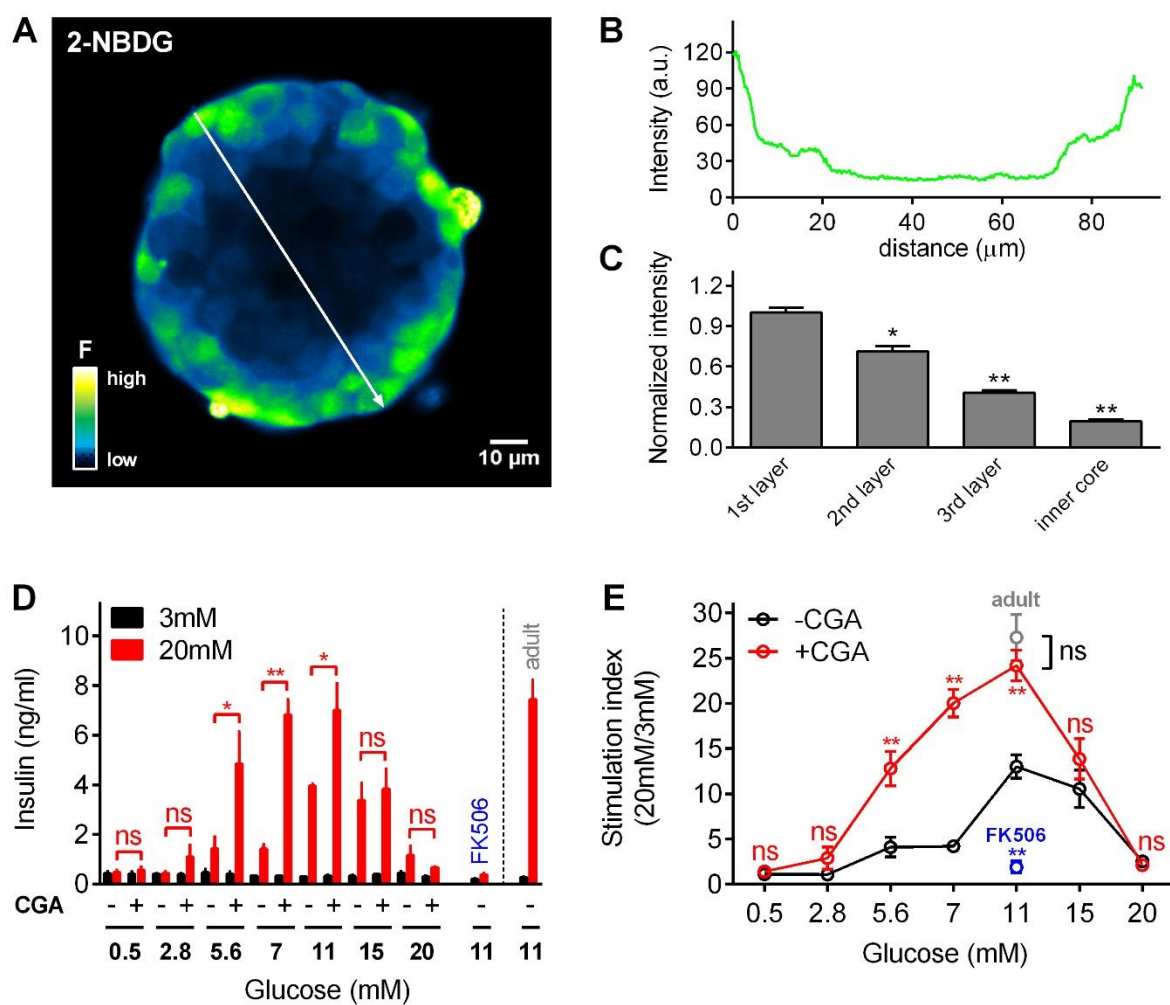 A
2-NBDG
F
high
low
10 µm
B
Intensity (a.u.)
120
90
60
30
0
0 20 40 60 80
distance (µm)
C
Normalized intensity
1.2
0.9
0.6
0.3
0.0
*
**
**
1st layer
2nd layer
3rd layer
inner core
D
3mM
20mM
Insulin (ng/ml)
10
8
6
4
2
0
ns
ns
*
**
*
ns
ns
FK506
adult
CGA - + - + - + - + - + - + - + - -
0.5 2.8 5.6 7 11 15 20 11 11
Glucose (mM)
E
-CGA
+CGA
Stimulation index
(20mM/3mM)
30
25
20
15
10
5
0
adult
ns
ns
ns
**
**
**
ns
ns
FK506
**
0.5 2.8 5.6 7 11 15 20
Glucose (mM)